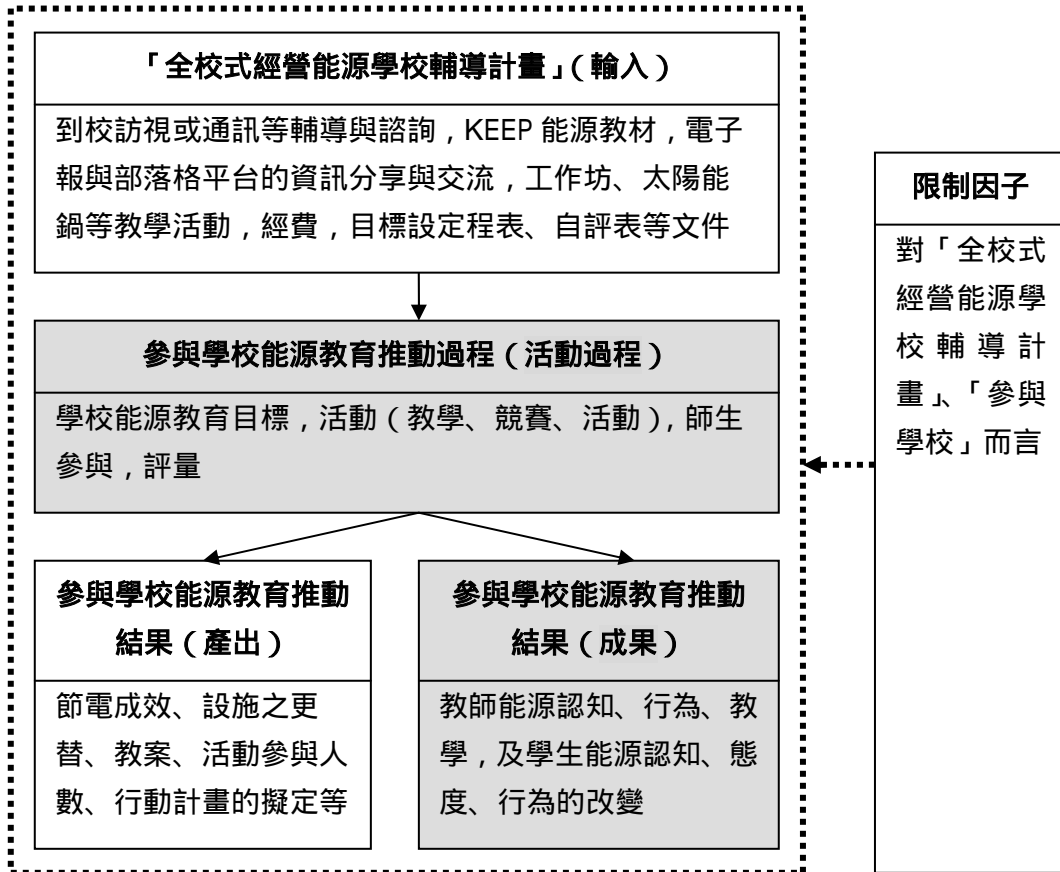 「全校式經營能源學校輔導計畫」（輸入）
到校訪視或通訊等輔導與諮詢，KEEP 能源教材，電子
報與部落格平台的資訊分享與交流，工作坊、太陽能
鍋等教學活動，經費，目標設定程表、自評表等文件
參與學校能源教育推動過程（活動過程）
學校能源教育目標，活動（教學、競賽、活動），師生
參與，評量
參與學校能源教育推動
結果（產出）
節電成效、設施之更
替、教案、活動參與人
數、行動計畫的擬定等
參與學校能源教育推動
結果（成果）
教師能源認知、行為、教
學，及學生能源認知、態
度、行為的改變
限制因子
對「全校式
經營能源學
校輔導計
畫」、「參與
學校」而言